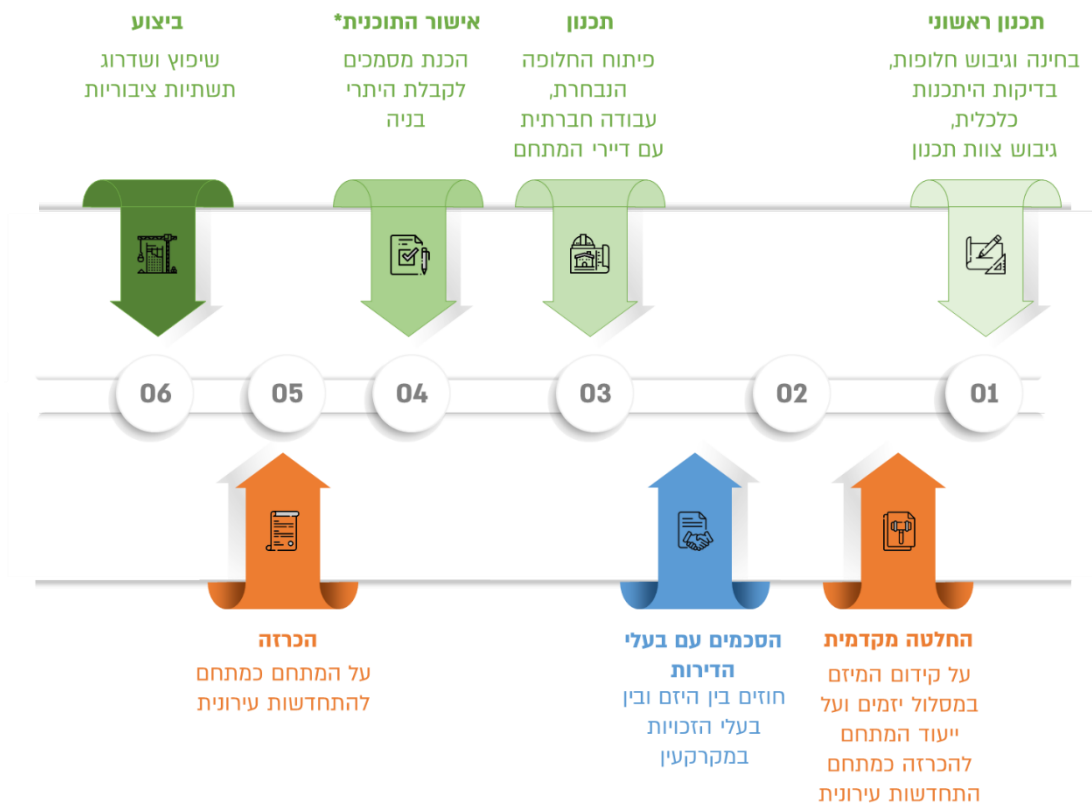 תכנון ראשוני
בחינה וגיבוש חלופות,
בדיקות היתכנות
כלכלית,
גיבוש צוות תכנון
תכנון
פיתוח החלופה
הנבחרת,
עבודה חברתית
עם דיירי המתחם
אישור התוכנית*
הכנת מסמכים
לקבלת היתרי
בניה
ביצוע
שיפוץ ושדרוג
תשתיות ציבוריות
01
02
03
04
05
06
החלטה מקדמית
על קידום המיזם
במסלול יזמים ועל
ייעוד המתחם
להכרזה כמתחם
התחדשות עירונית
הסכמים עם בעלי
הדירות
חוזים בין היזם ובין
בעלי הזכויות
במקרקעין
הכרזה
על המתחם כמתחם
להתחדשות עירונית